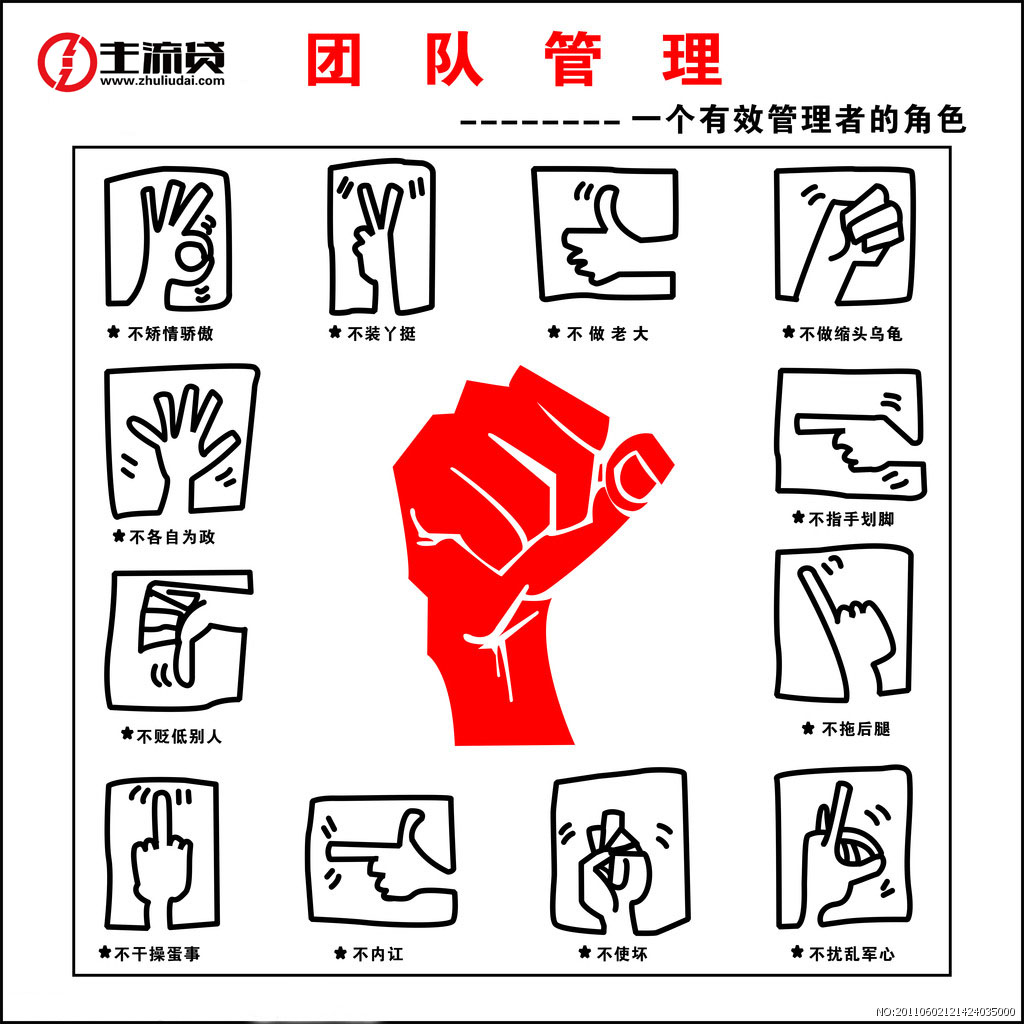 主流贷
www.zhuliudai.com
团队管理
--------一个有效管理者的角色
不矫情骄傲
不装丫挺
不做老大
不做缩头乌龟
不各自为政
不指手划脚
不贬低别人
不拖后腿
不干操蛋事
不内讧
不使坏
不扰乱军心
NO:20110602121424035000